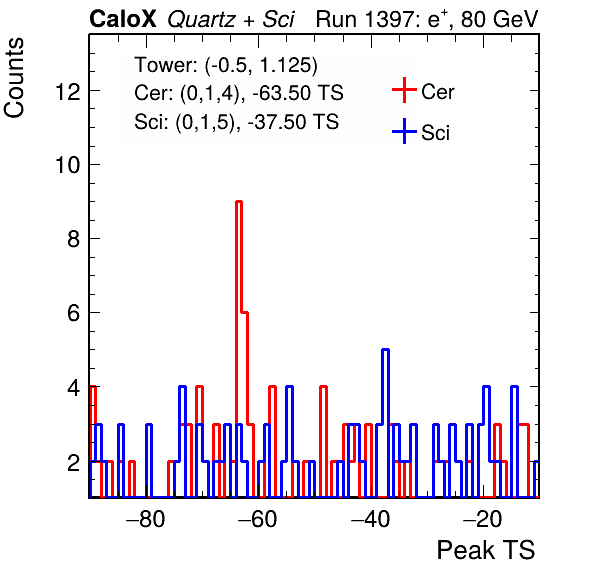 CaloX Quartz + Sci Run 1397: e⁺, 80 GeV
Counts
Tower: (-0.5, 1.125)
Cer: (0,1,4), -63.50 TS
Sci: (0,1,5), -37.50 TS
Cer
Sci
12
10
8
6
4
2
−80 −60 −40 −20
Peak TS